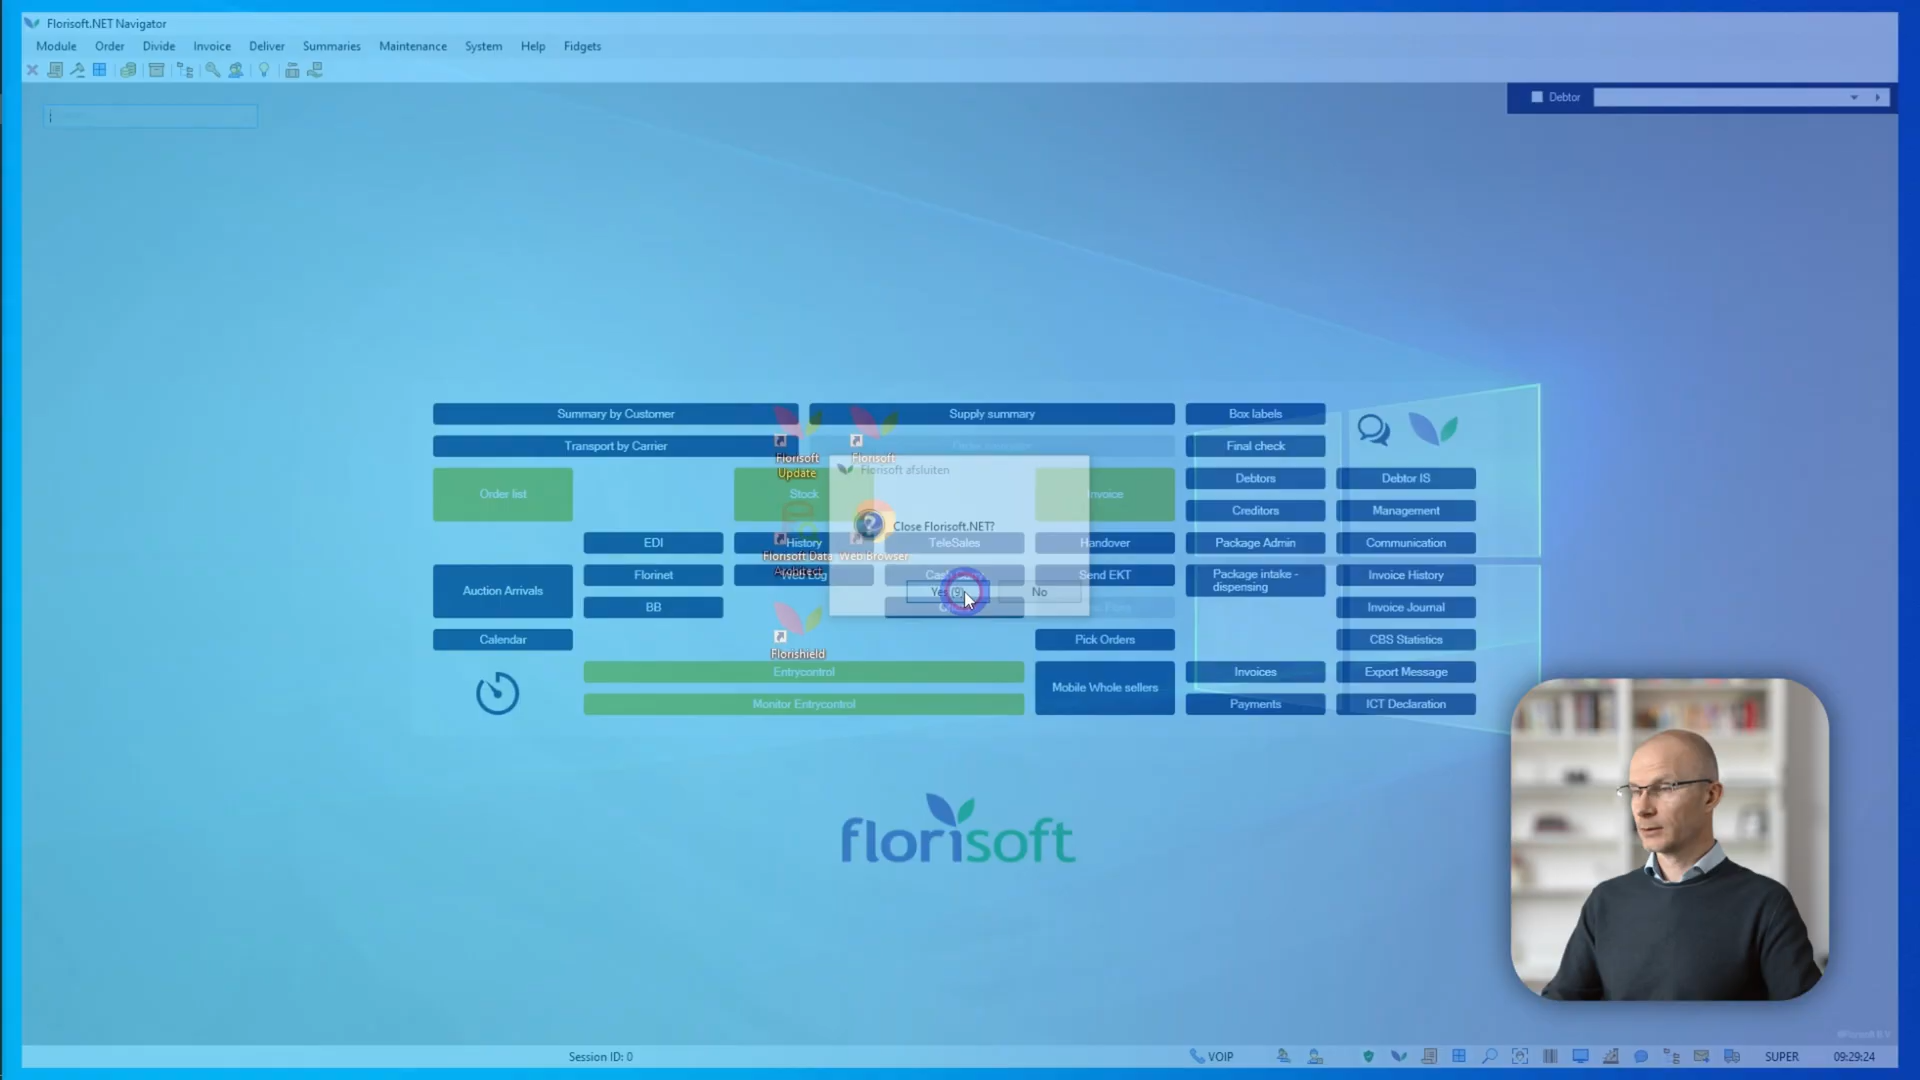 Florisoft.NET Navigator
Module Order Divide Invoice Deliver Summaries Maintenance System Help Fidgets
Debtor
Summary by Customer
Supply summary
Box labels
Transport by Carrier
Final check
Florisoft Update
Florisoft
Florisoft afsluiten
Order list
Stock
Invoice
Debtors
Debtor IS
Creditors
Management
Close Florisoft.NET?
EDI
History
TeleSales
Handover
Package Admin
Communication
Florisoft Data Architect
WebBrowser
Auction Arrivals
Florinet
Web Log
Send EKT
Package intake -
dispensing
Invoice History
Yes (9)
No
BB
Invoice Journal
Calendar
Pick Orders
CBS Statistics
Florishield
Entrycontrol
Mobile Whole sellers
Invoices
Export Message
Monitor Entrycontrol
Payments
ICT Declaration
florisoft
Session ID: 0
VOIP
SUPER
09:29:24